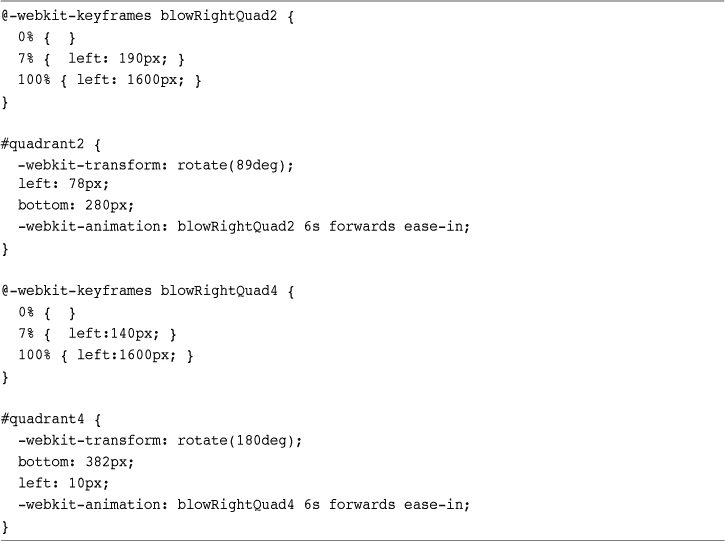 @-webkit-keyframes blowRightQuad2 {
  0% {  }
  7% {  left: 190px; }
  100% { left: 1600px; }
}

#quadrant2 {
  -webkit-transform: rotate(89deg);
  left: 78px;
  bottom: 280px;
  -webkit-animation: blowRightQuad2 6s forwards ease-in;
}

@-webkit-keyframes blowRightQuad4 {
  0% {  }
  7% {  left:140px; }
  100% { left:1600px; }
}

#quadrant4 {
  -webkit-transform: rotate(180deg);
  bottom: 382px;
  left: 10px;
  -webkit-animation: blowRightQuad4 6s forwards ease-in;
}